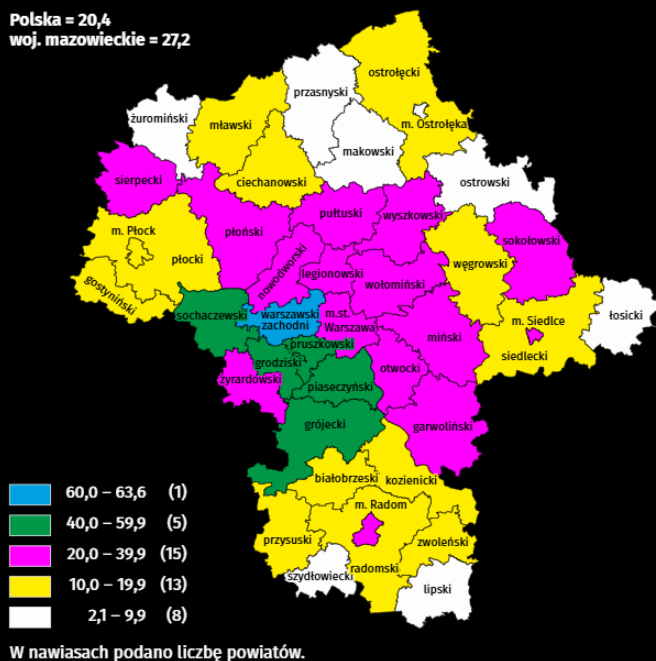 Polska = 20,4
woj. mazowieckie = 27,2
ostrołęcki
przasnyski
żuromiński
mławski
m. Ostrołęka
makowski
sierpecki
ciechanowski
ostrowski
pułtuski
wyszkowski
m. Płock
płoński
sokołowski
płocki
nowodworski
legionowski
węgrowski
wołomiński
gostyniński
sochaczewski
warszawski
zachodni
m.st.
Warszawa
m. Siedlce
łosicki
miński
pruszkowski
siedlecki
grodziski
otwocki
żyrardowski
piaseczyński
grójecki
garwoliński
białobrzeski
kozienicki
m. Radom
przysuski
zwoleński
szydłowiecki
radomski
lipski
60,0 – 63,6 (1)
40,0 – 59,9 (5)
20,0 – 39,9 (15)
10,0 – 19,9 (13)
2,1 – 9,9 (8)
W nawiasach podano liczbę powiatów.